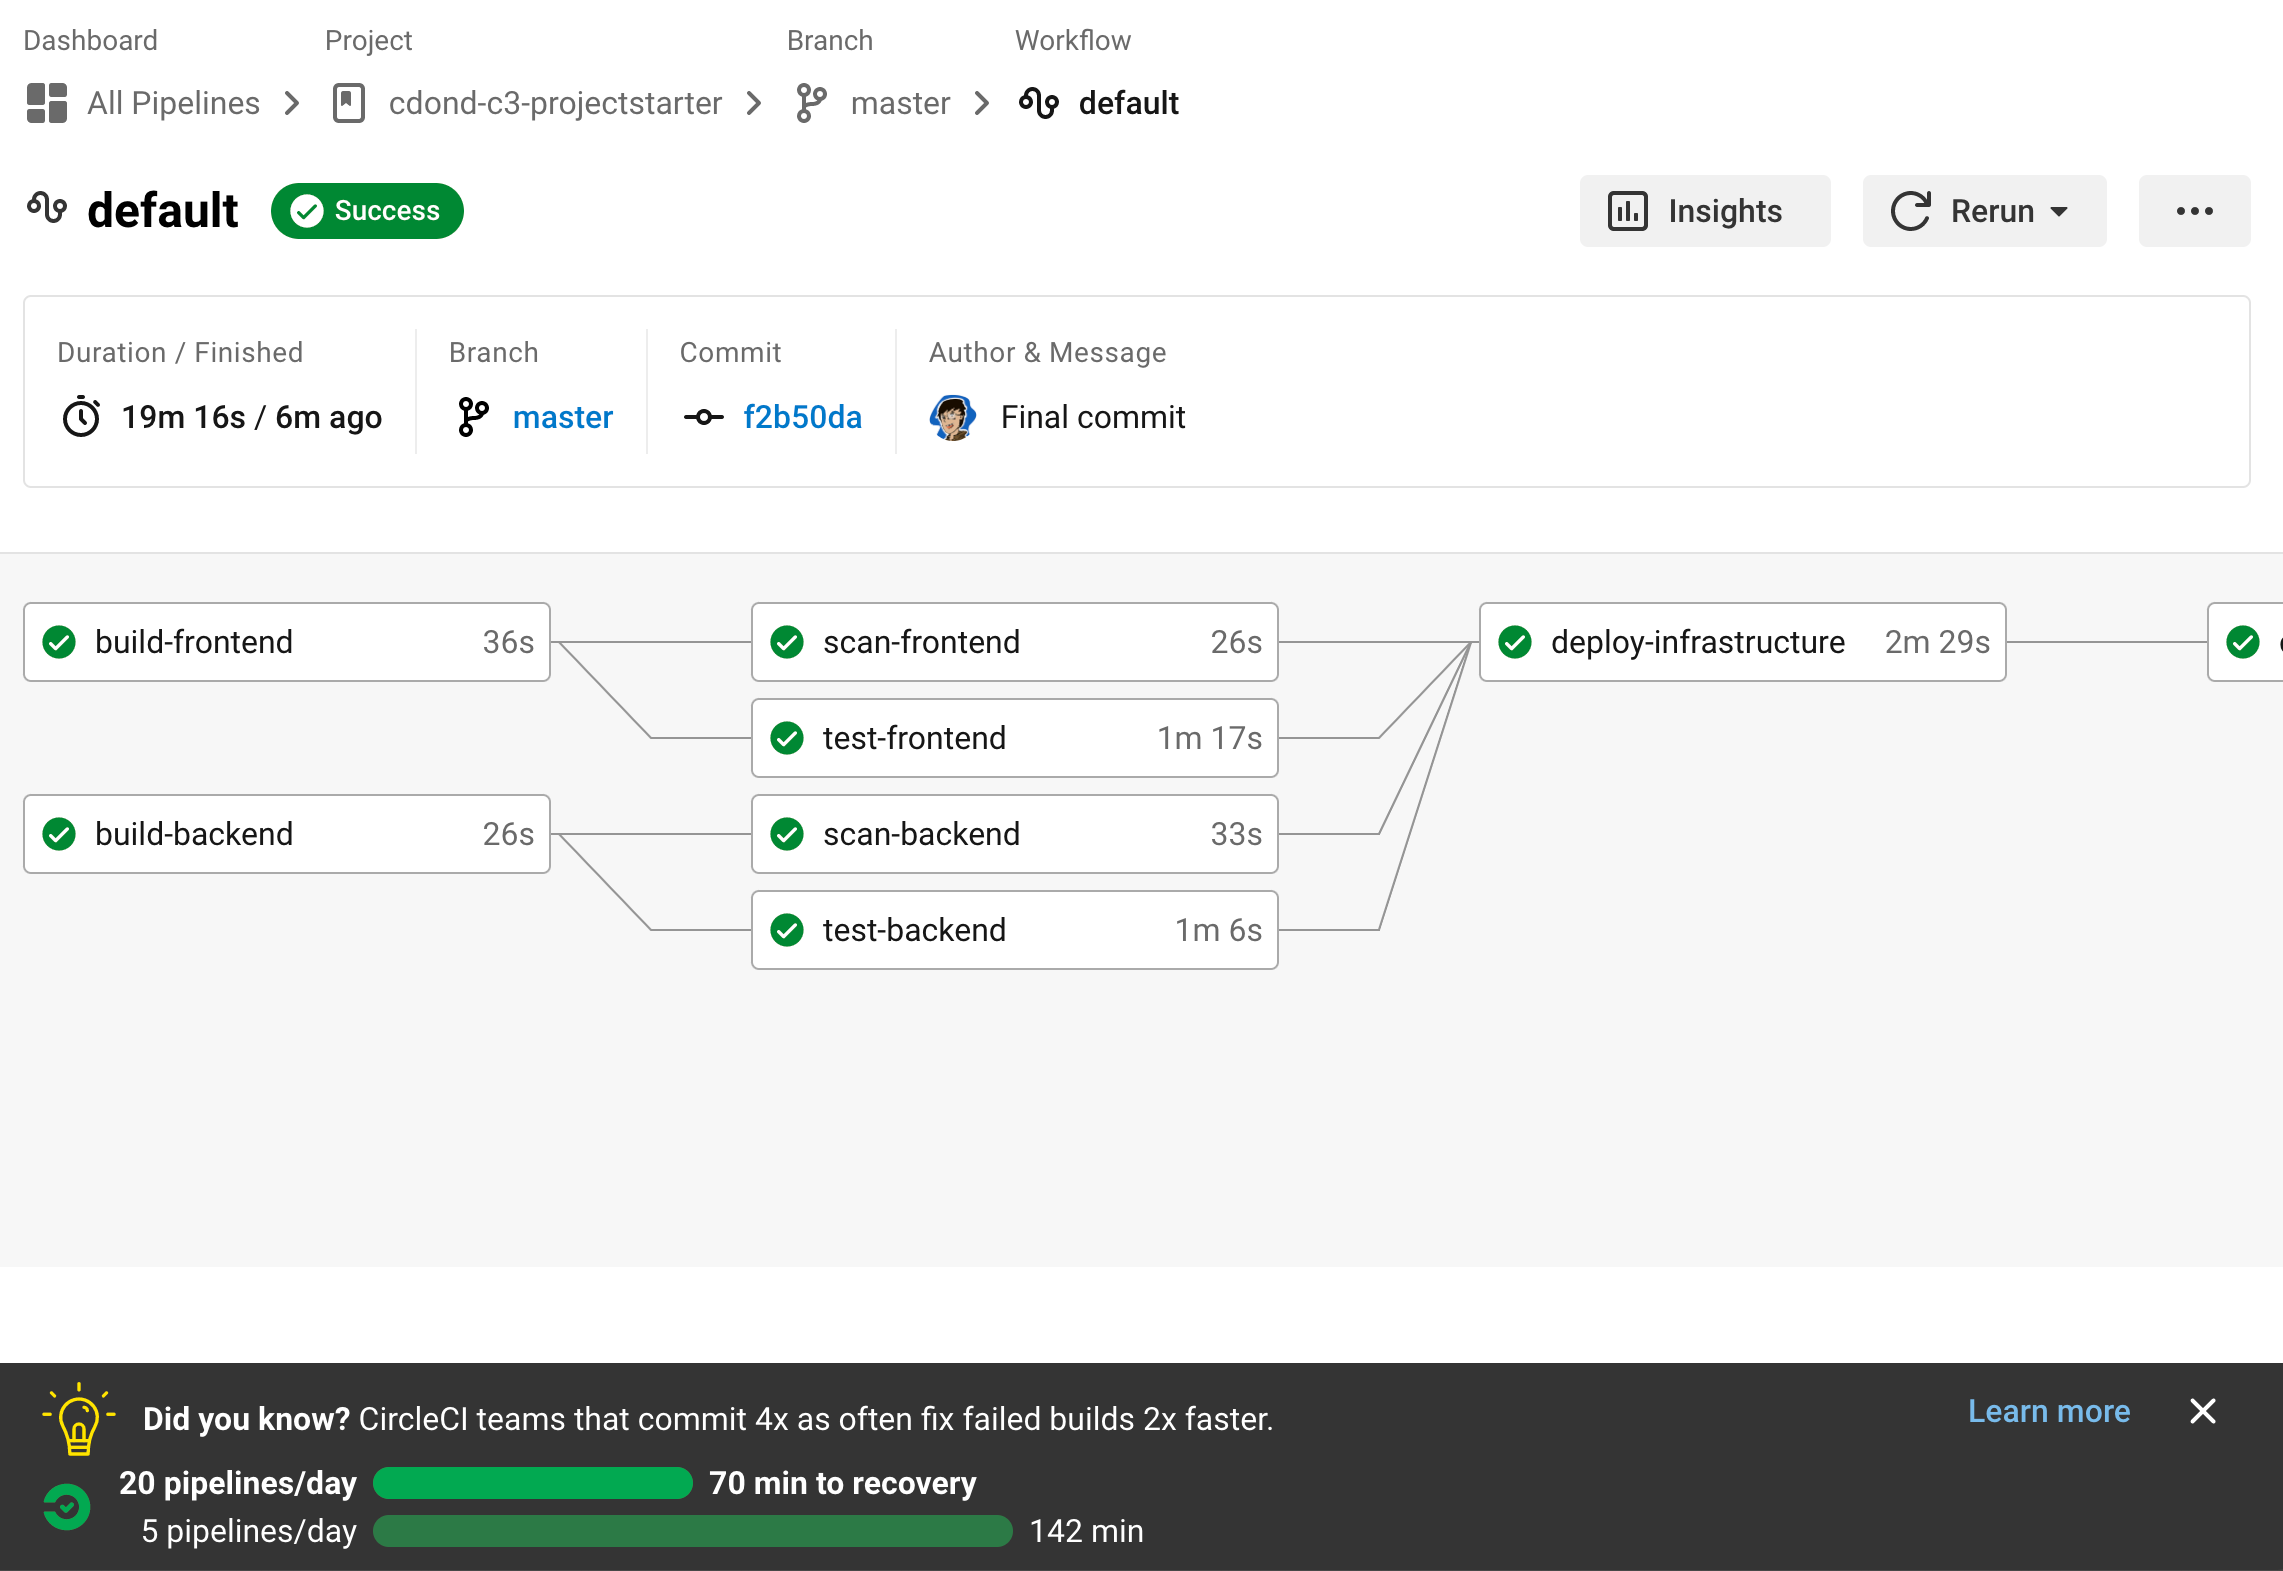 Dashboard Project Branch Workflow
All Pipelines cdond-c3-projectstarter master default
default Success Insights Rerun
Duration / Finished Branch Commit Author & Message
19m 16s / 6m ago master f2b50da Final commit
build-frontend 36s scan-frontend 26s deploy-infrastructure 2m 29s
test-frontend 1m 17s
build-backend 26s scan-backend 33s
test-backend 1m 6s
Did you know? CircleCI teams that commit 4x as often fix failed builds 2x faster. Learn more
20 pipelines/day 70 min to recovery
5 pipelines/day 142 min